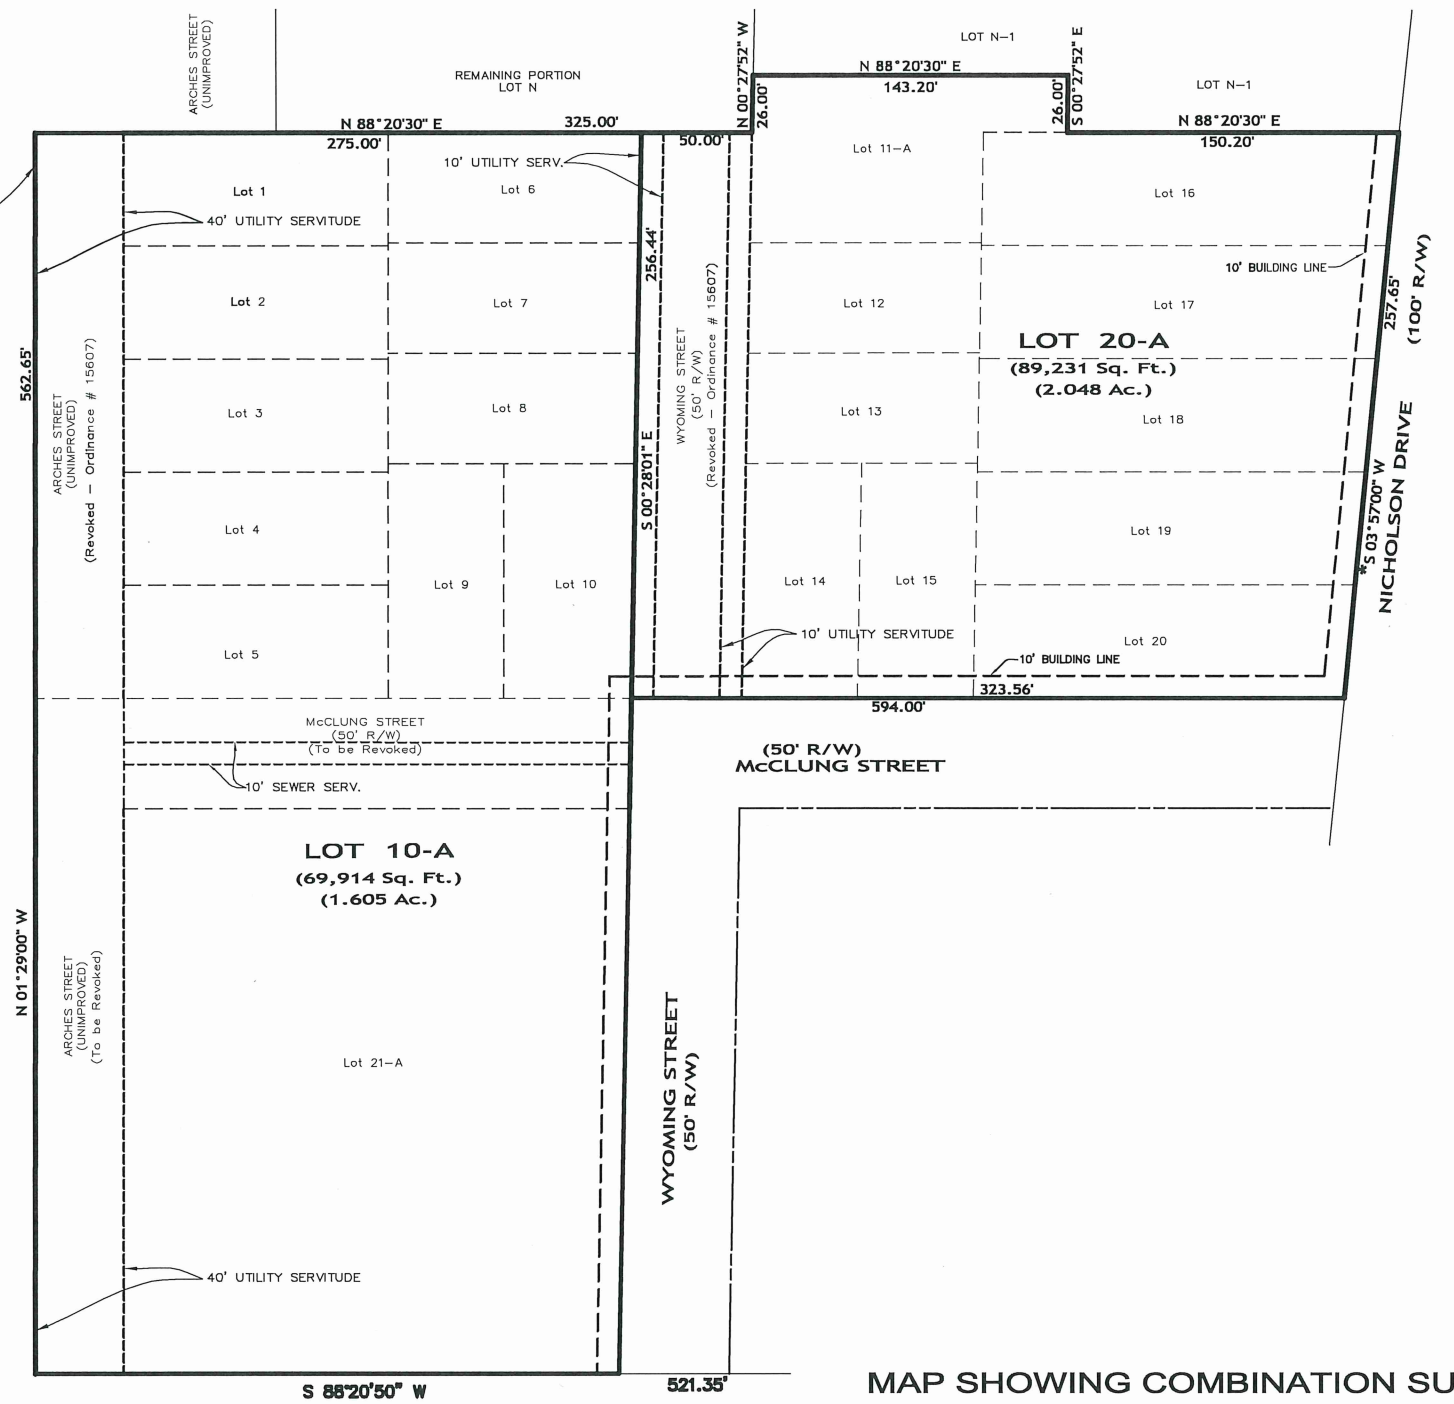 ARCHES STREET
(UNIMPROVED)
REMAINING PORTION
LOT N
N 00°27'52" W
26.00'
LOT N-1
N 88°20'30" E
143.20'
S 00°27'52" E
26.00'
LOT N-1
N 88°20'30" E
325.00'
275.00'
50.00'
N 88°20'30" E
150.20'
10' UTILITY SERV.
Lot 11-A
Lot 1
Lot 6
Lot 16
40' UTILITY SERVITUDE
256.44'
10' BUILDING LINE
257.65'
(100' R/W)
Lot 2
Lot 7
Lot 12
Lot 17
562.65'
ARCHES STREET
(UNIMPROVED)
(Revoked - Ordinance # 15607)
WYOMING STREET
(50' R/W)
(Revoked - Ordinance # 15607)
LOT 20-A
(89,231 Sq. Ft.)
(2.048 Ac.)
Lot 3
Lot 8
Lot 13
Lot 18
S 00°28'01" E
*S 03°57'00" W
NICHOLSON DRIVE
Lot 4
Lot 19
Lot 9
Lot 10
Lot 14
Lot 15
Lot 5
10' UTILITY SERVITUDE
Lot 20
10' BUILDING LINE
323.56'
594.00'
McCLUNG STREET
(50' R/W)
(To be Revoked)
(50' R/W)
McCLUNG STREET
10' SEWER SERV.
LOT 10-A
(69,914 Sq. Ft.)
(1.605 Ac.)
N 01°29'00" W
ARCHES STREET
(UNIMPROVED)
(To be Revoked)
Lot 21-A
WYOMING STREET
(50' R/W)
40' UTILITY SERVITUDE
S 88°20'50" W
521.35'
MAP SHOWING COMBINATION SU